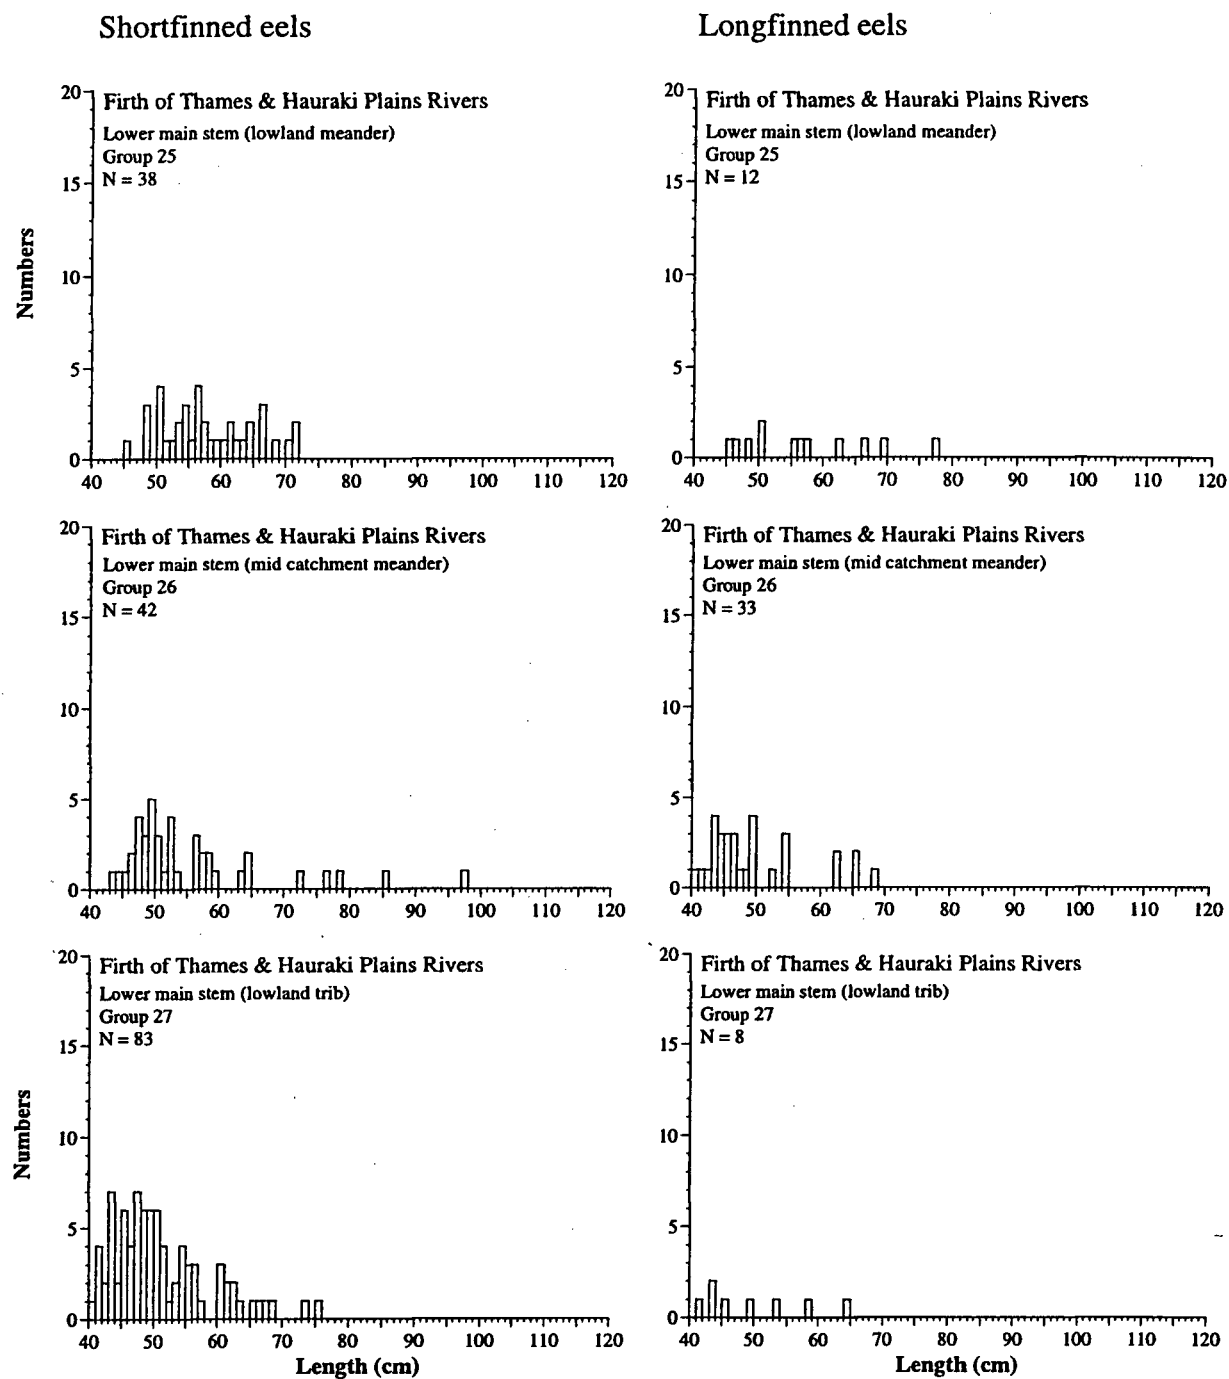 Shortfinned eels
Longfinned eels
Firth of Thames & Hauraki Plains Rivers
Lower main stem (lowland meander)
Group 25
N = 38
20
15
10
5
0
Numbers
40 50 60 70 80 90 100 110 120
Firth of Thames & Hauraki Plains Rivers
Lower main stem (lowland meander)
Group 25
N = 12
20
15
10
5
0
40 50 60 70 80 90 100 110 120
Firth of Thames & Hauraki Plains Rivers
Lower main stem (mid catchment meander)
Group 26
N = 42
20
15
10
5
0
40 50 60 70 80 90 100 110 120
Firth of Thames & Hauraki Plains Rivers
Lower main stem (mid catchment meander)
Group 26
N = 33
20
15
10
5
0
40 50 60 70 80 90 100 110 120
Firth of Thames & Hauraki Plains Rivers
Lower main stem (lowland trib)
Group 27
N = 83
20
15
10
5
0
Numbers
40 50 60 70 80 90 100 110 120
Length (cm)
Firth of Thames & Hauraki Plains Rivers
Lower main stem (lowland trib)
Group 27
N = 8
20
15
10
5
0
40 50 60 70 80 90 100 110 120
Length (cm)